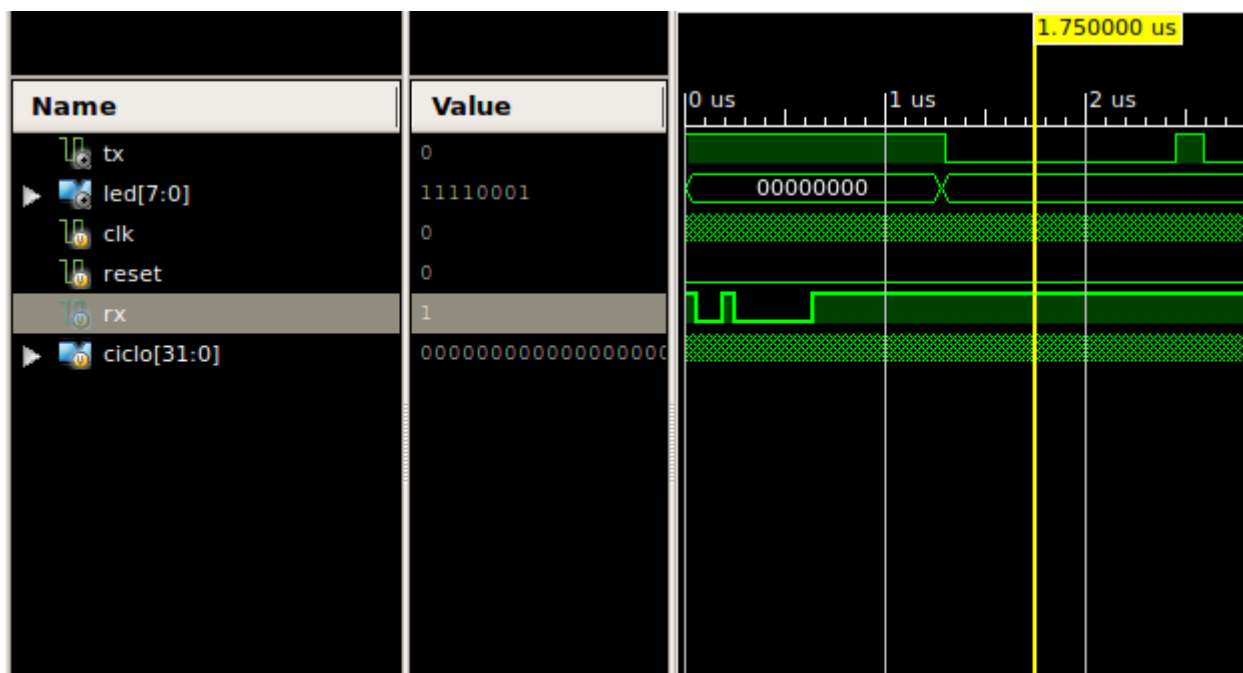 1.750000 us
Name Value 0 us 1 us 2 us
tx 0
led[7:0] 11110001 00000000
clk 0
reset 0
rx 1
ciclo[31:0] 0000000000000000000